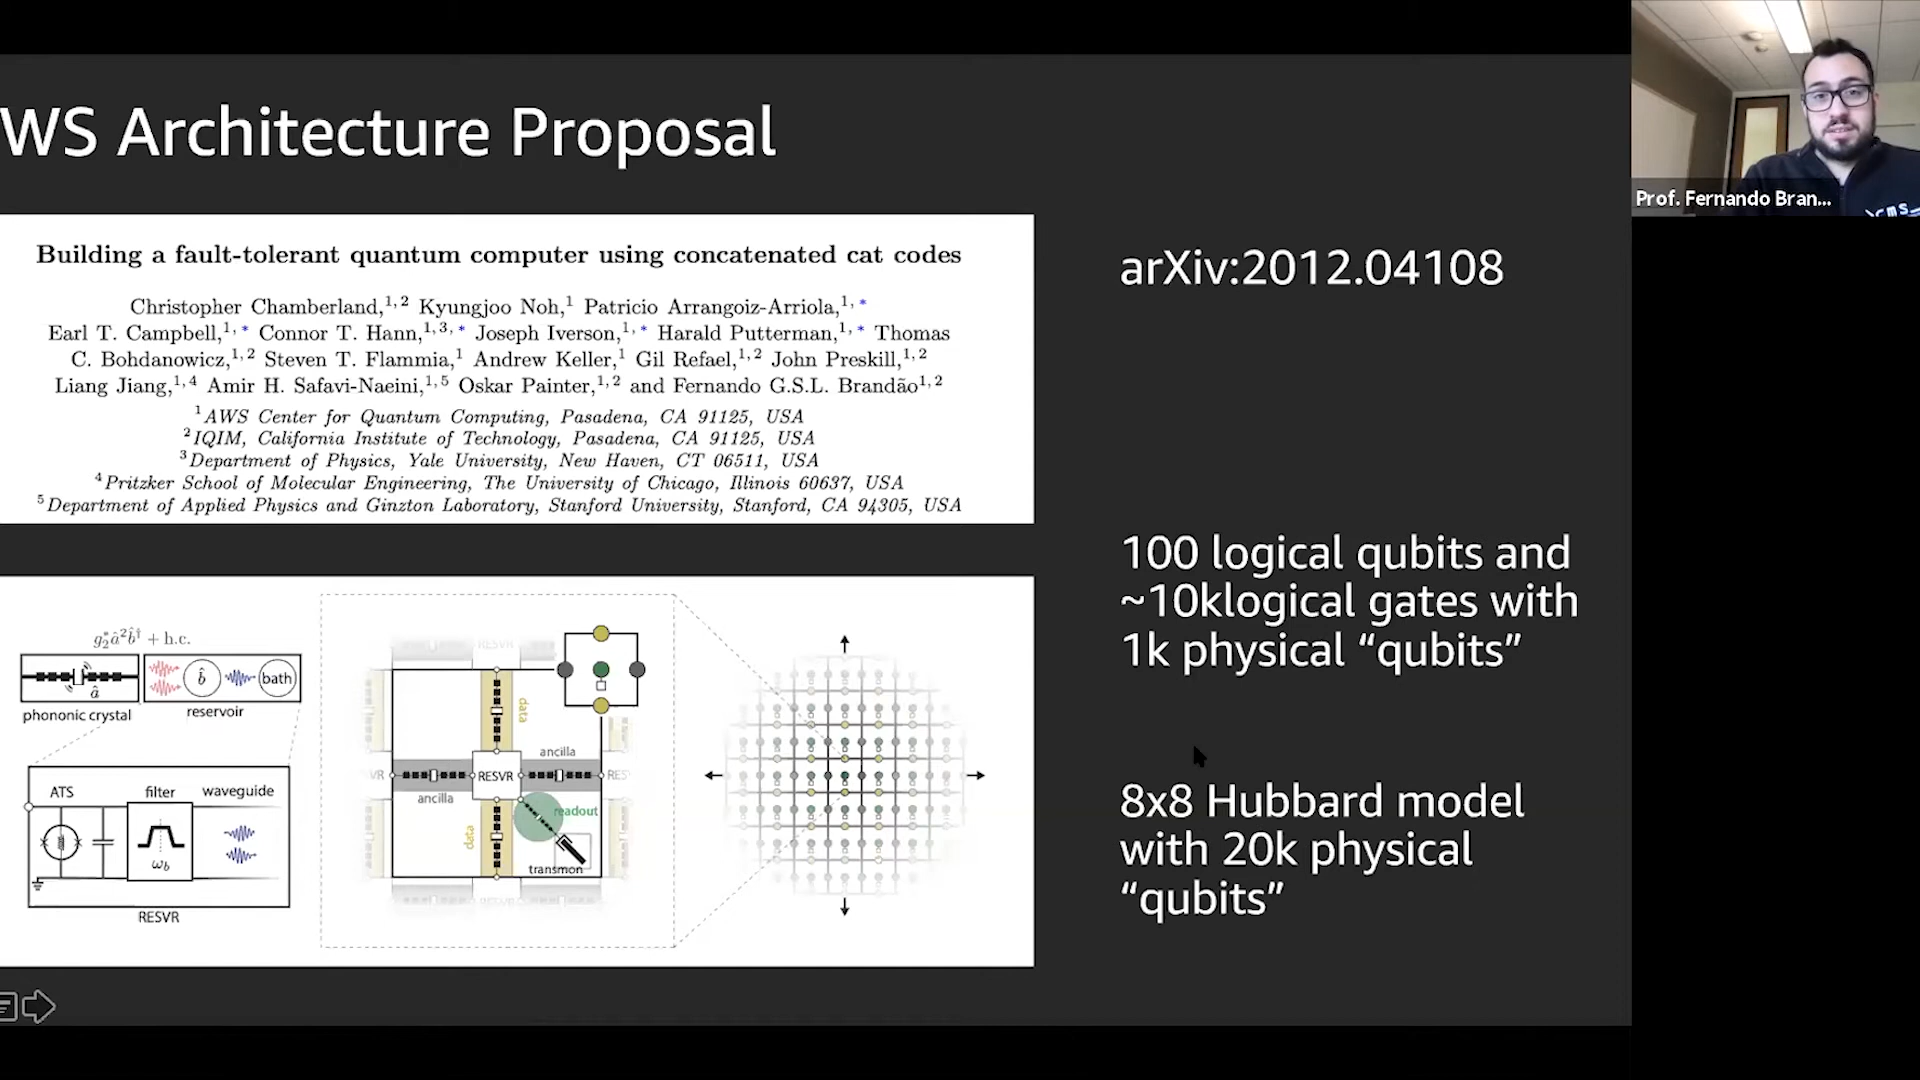 WS Architecture Proposal
Prof. Fernando Bran...
Building a fault-tolerant quantum computer using concatenated cat codes
Christopher Chamberland,1,2 Kyungjoo Noh,1 Patricio Arrangoiz-Arriola,1,*
Earl T. Campbell,1,* Connor T. Hann,1,3,* Joseph Iverson,1,* Harald Putterman,1,* Thomas
C. Bohdanowicz,1,2 Steven T. Flammia,1 Andrew Keller,1 Gil Refael,1,2 John Preskill,1,2
Liang Jiang,1,4 Amir H. Safavi-Naeini,1,5 Oskar Painter,1,2 and Fernando G.S.L. Brandão1,2
1AWS Center for Quantum Computing, Pasadena, CA 91125, USA
2IQIM, California Institute of Technology, Pasadena, CA 91125, USA
3Department of Physics, Yale University, New Haven, CT 06511, USA
4Pritzker School of Molecular Engineering, The University of Chicago, Illinois 60637, USA
5Department of Applied Physics and Ginzton Laboratory, Stanford University, Stanford, CA 94305, USA
arXiv:2012.04108
100 logical qubits and
~10klogical gates with
1k physical “qubits”
8x8 Hubbard model
with 20k physical
“qubits”
g₂*â²b̂† + h.c.
â
b̂
bath
phononic crystal
reservoir
ATS
filter
waveguide
ω_b
RESVR
RESVR
data
ancilla
VR
RESVR
RES
ancilla
readout
data
transmon